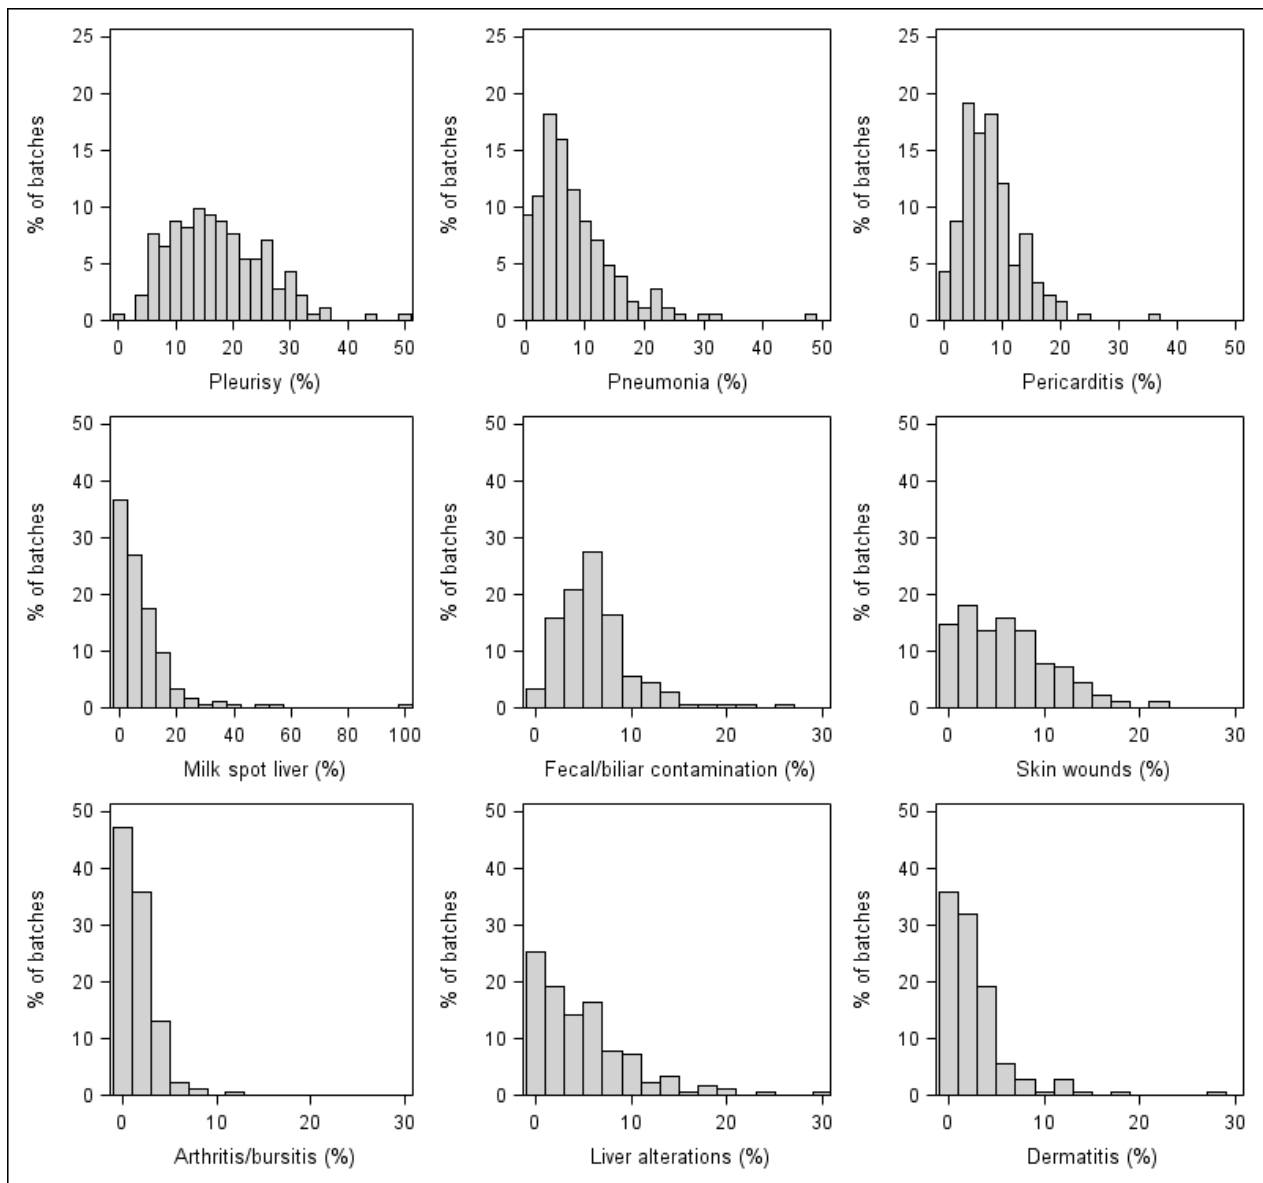 25
20
15
10
5
0
% of batches
0 10 20 30 40 50
Pleurisy (%)
25
20
15
10
5
0
% of batches
0 10 20 30 40 50
Pneumonia (%)
25
20
15
10
5
0
% of batches
0 10 20 30 40 50
Pericarditis (%)
50
40
30
20
10
0
% of batches
0 20 40 60 80 100
Milk spot liver (%)
50
40
30
20
10
0
% of batches
0 10 20 30
Fecal/biliar contamination (%)
50
40
30
20
10
0
% of batches
0 10 20 30
Skin wounds (%)
50
40
30
20
10
0
% of batches
0 10 20 30
Arthritis/bursitis (%)
50
40
30
20
10
0
% of batches
0 10 20 30
Liver alterations (%)
50
40
30
20
10
0
% of batches
0 10 20 30
Dermatitis (%)